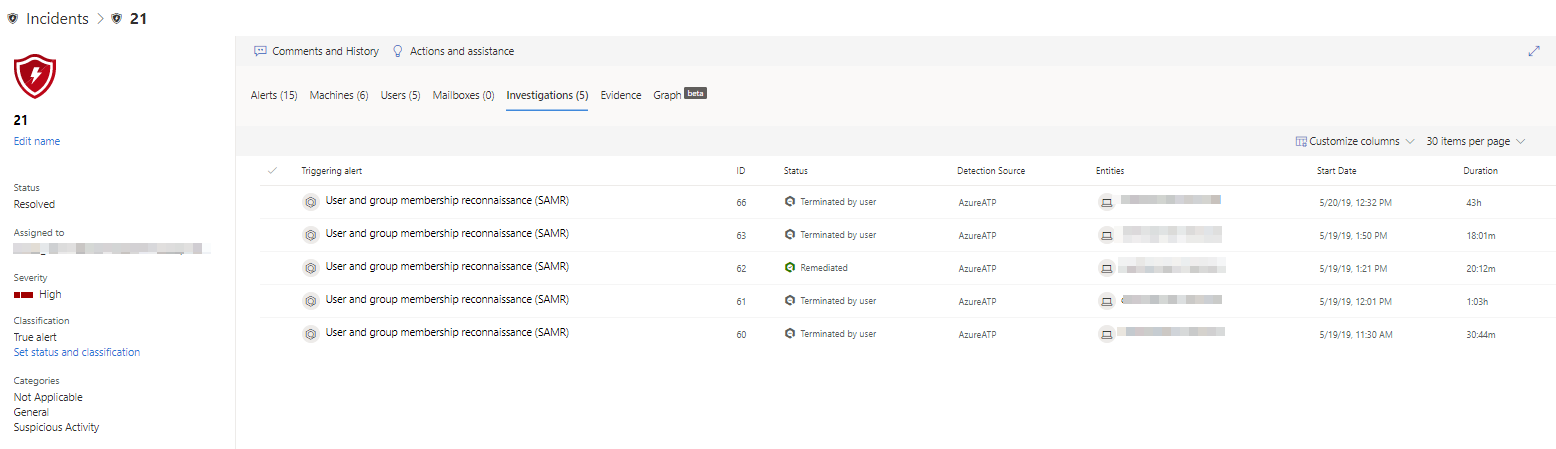 Incidents > 21
Comments and History Actions and assistance
21
Edit name
Status
Resolved
Assigned to
Severity
High
Classification
True alert
Set status and classification
Categories
Not Applicable
General
Suspicious Activity
Alerts (15) Machines (6) Users (5) Mailboxes (0) Investigations (5) Evidence Graph beta
Customize columns 30 items per page
Triggering alert ID Status Detection Source Entities Start Date Duration
User and group membership reconnaissance (SAMR) 66 Terminated by user AzureATP 5/20/19, 12:32 PM 43h
User and group membership reconnaissance (SAMR) 63 Terminated by user AzureATP 5/19/19, 1:50 PM 18:01m
User and group membership reconnaissance (SAMR) 62 Remediated AzureATP 5/19/19, 1:21 PM 20:12m
User and group membership reconnaissance (SAMR) 61 Terminated by user AzureATP 5/19/19, 12:01 PM 1:03h
User and group membership reconnaissance (SAMR) 60 Terminated by user AzureATP 5/19/19, 11:30 AM 30:44m